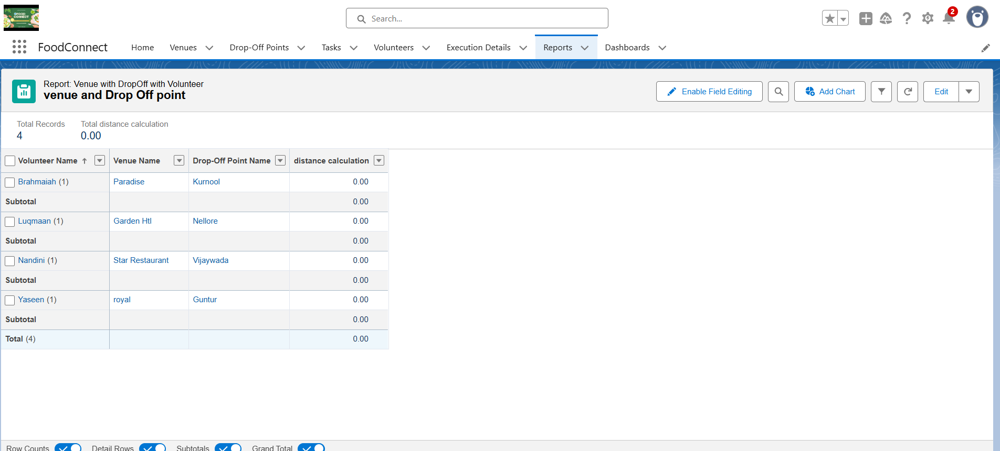 GFOOD
CONNECT
Search...
2
FoodConnect Home Venues Drop-Off Points Tasks Volunteers Execution Details Reports Dashboards
Report: Venue with DropOff with Volunteer
venue and Drop Off point
Enable Field Editing Add Chart Edit
Total Records Total distance calculation
4 0.00
Volunteer Name ↑ Venue Name Drop-Off Point Name distance calculation
Brahmaiah (1) Paradise Kurnool 0.00
Subtotal 0.00
Luqmaan (1) Garden Htl Nellore 0.00
Subtotal 0.00
Nandini (1) Star Restaurant Vijaywada 0.00
Subtotal 0.00
Yaseen (1) royal Guntur 0.00
Subtotal 0.00
Total (4) 0.00
Row Counts Detail Rows Subtotals Grand Total